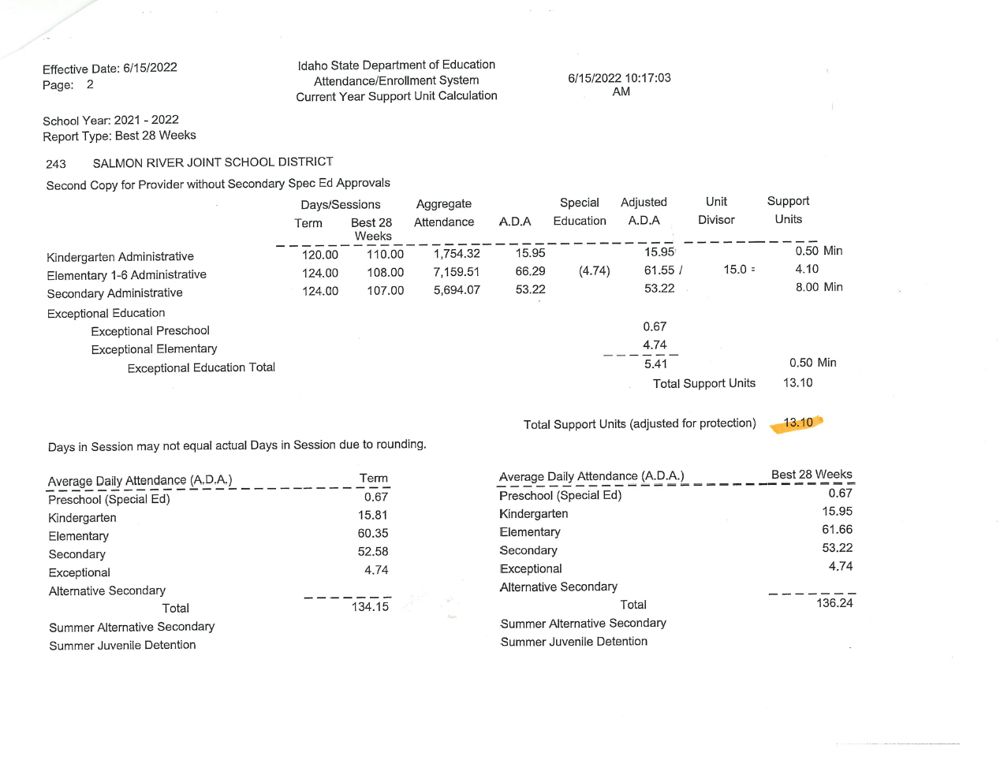 Effective Date: 6/15/2022
Page: 2
Idaho State Department of Education
Attendance/Enrollment System
Current Year Support Unit Calculation
6/15/2022 10:17:03
AM
School Year: 2021 - 2022
Report Type: Best 28 Weeks
243 SALMON RIVER JOINT SCHOOL DISTRICT
Second Copy for Provider without Secondary Spec Ed Approvals
Days/Sessions Aggregate Special Adjusted Unit Support
Term Best 28 Attendance A.D.A Education A.D.A Divisor Units
Weeks
Kindergarten Administrative 120.00 110.00 1,754.32 15.95 15.95 0.50 Min
Elementary 1-6 Administrative 124.00 108.00 7,159.51 66.29 (4.74) 61.55 / 15.0 = 4.10
Secondary Administrative 124.00 107.00 5,694.07 53.22 53.22 8.00 Min
Exceptional Education
Exceptional Preschool 0.67
Exceptional Elementary 4.74
Exceptional Education Total 5.41 0.50 Min
Total Support Units 13.10
Total Support Units (adjusted for protection) 13.10
Days in Session may not equal actual Days in Session due to rounding.
Average Daily Attendance (A.D.A.) Term
Preschool (Special Ed) 0.67
Kindergarten 15.81
Elementary 60.35
Secondary 52.58
Exceptional 4.74
Alternative Secondary
Total 134.15
Summer Alternative Secondary
Summer Juvenile Detention
Average Daily Attendance (A.D.A.) Best 28 Weeks
Preschool (Special Ed) 0.67
Kindergarten 15.95
Elementary 61.66
Secondary 53.22
Exceptional 4.74
Alternative Secondary
Total 136.24
Summer Alternative Secondary
Summer Juvenile Detention